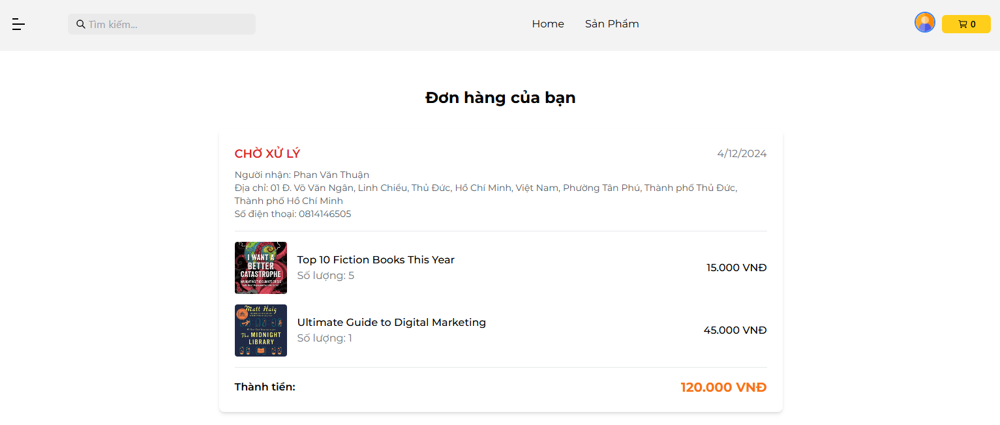 Tìm kiếm...
Home
Sản Phẩm
0
Đơn hàng của bạn
CHỜ XỬ LÝ
4/12/2024
Người nhận: Phan Văn Thuận
Địa chỉ: 01 Đ. Võ Văn Ngân, Linh Chiểu, Thủ Đức, Hồ Chí Minh, Việt Nam, Phường Tân Phú, Thành phố Thủ Đức,
Thành phố Hồ Chí Minh
Số điện thoại: 0814146505
I WANT A
BETTER
CATASTROPHE
NAVIGATING THE CLIMATE CRISIS
Top 10 Fiction Books This Year
Số lượng: 5
15.000 VNĐ
Matt Haig
The MIDNIGHT
LIBRARY
Ultimate Guide to Digital Marketing
Số lượng: 1
45.000 VNĐ
Thành tiền:
120.000 VNĐ